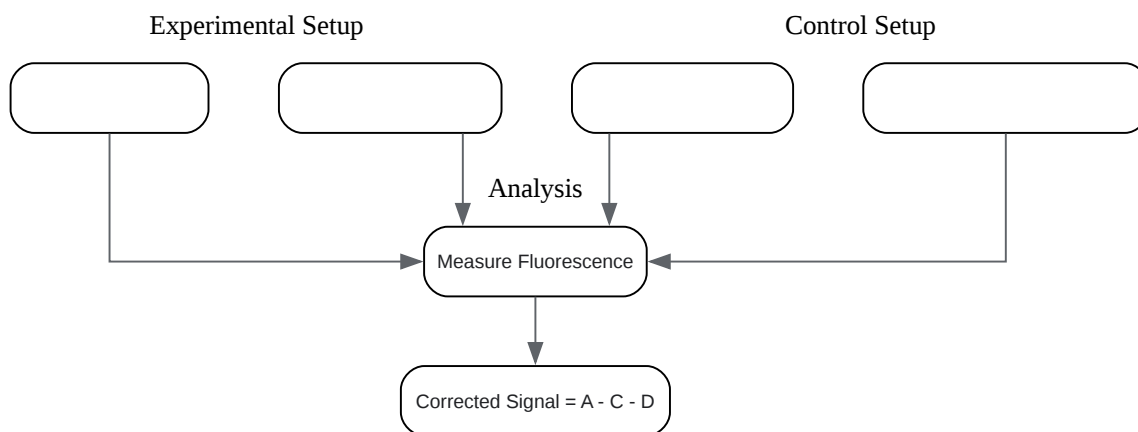 Experimental Setup
Control Setup
Analysis
Measure Fluorescence
Corrected Signal = A - C - D